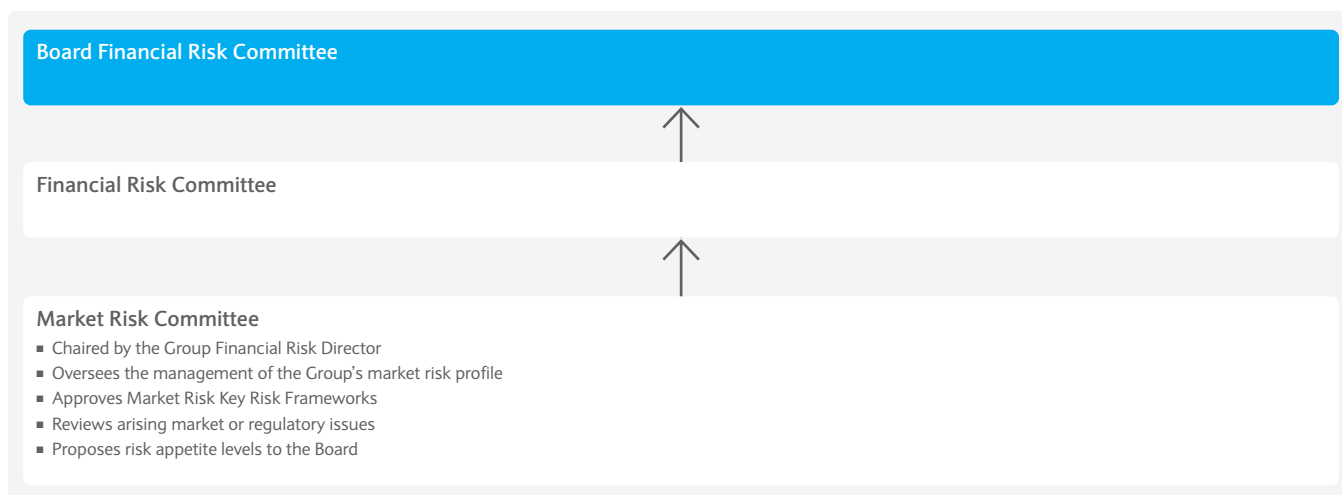 Board Financial Risk Committee
Financial Risk Committee
Market Risk Committee
▪ Chaired by the Group Financial Risk Director
▪ Oversees the management of the Group’s market risk profile
▪ Approves Market Risk Key Risk Frameworks
▪ Reviews arising market or regulatory issues
▪ Proposes risk appetite levels to the Board